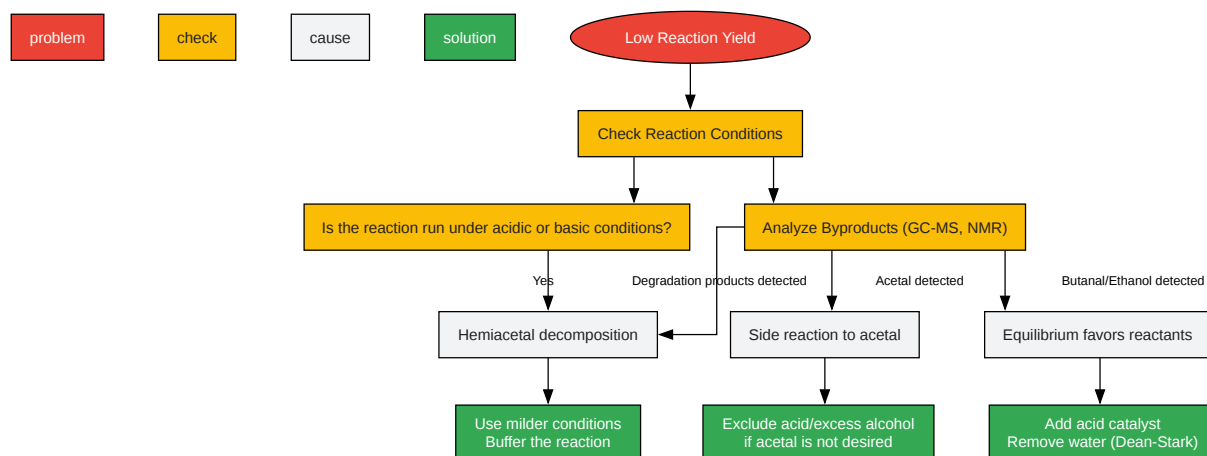 problem
check
cause
solution
Low Reaction Yield
Check Reaction Conditions
Is the reaction run under acidic or basic conditions?
Analyze Byproducts (GC-MS, NMR)
Yes
Degradation products detected
Acetal detected
Butanal/Ethanol detected
Hemiacetal decomposition
Side reaction to acetal
Equilibrium favors reactants
Use milder conditions
Buffer the reaction
Exclude acid/excess alcohol
if acetal is not desired
Add acid catalyst
Remove water (Dean-Stark)